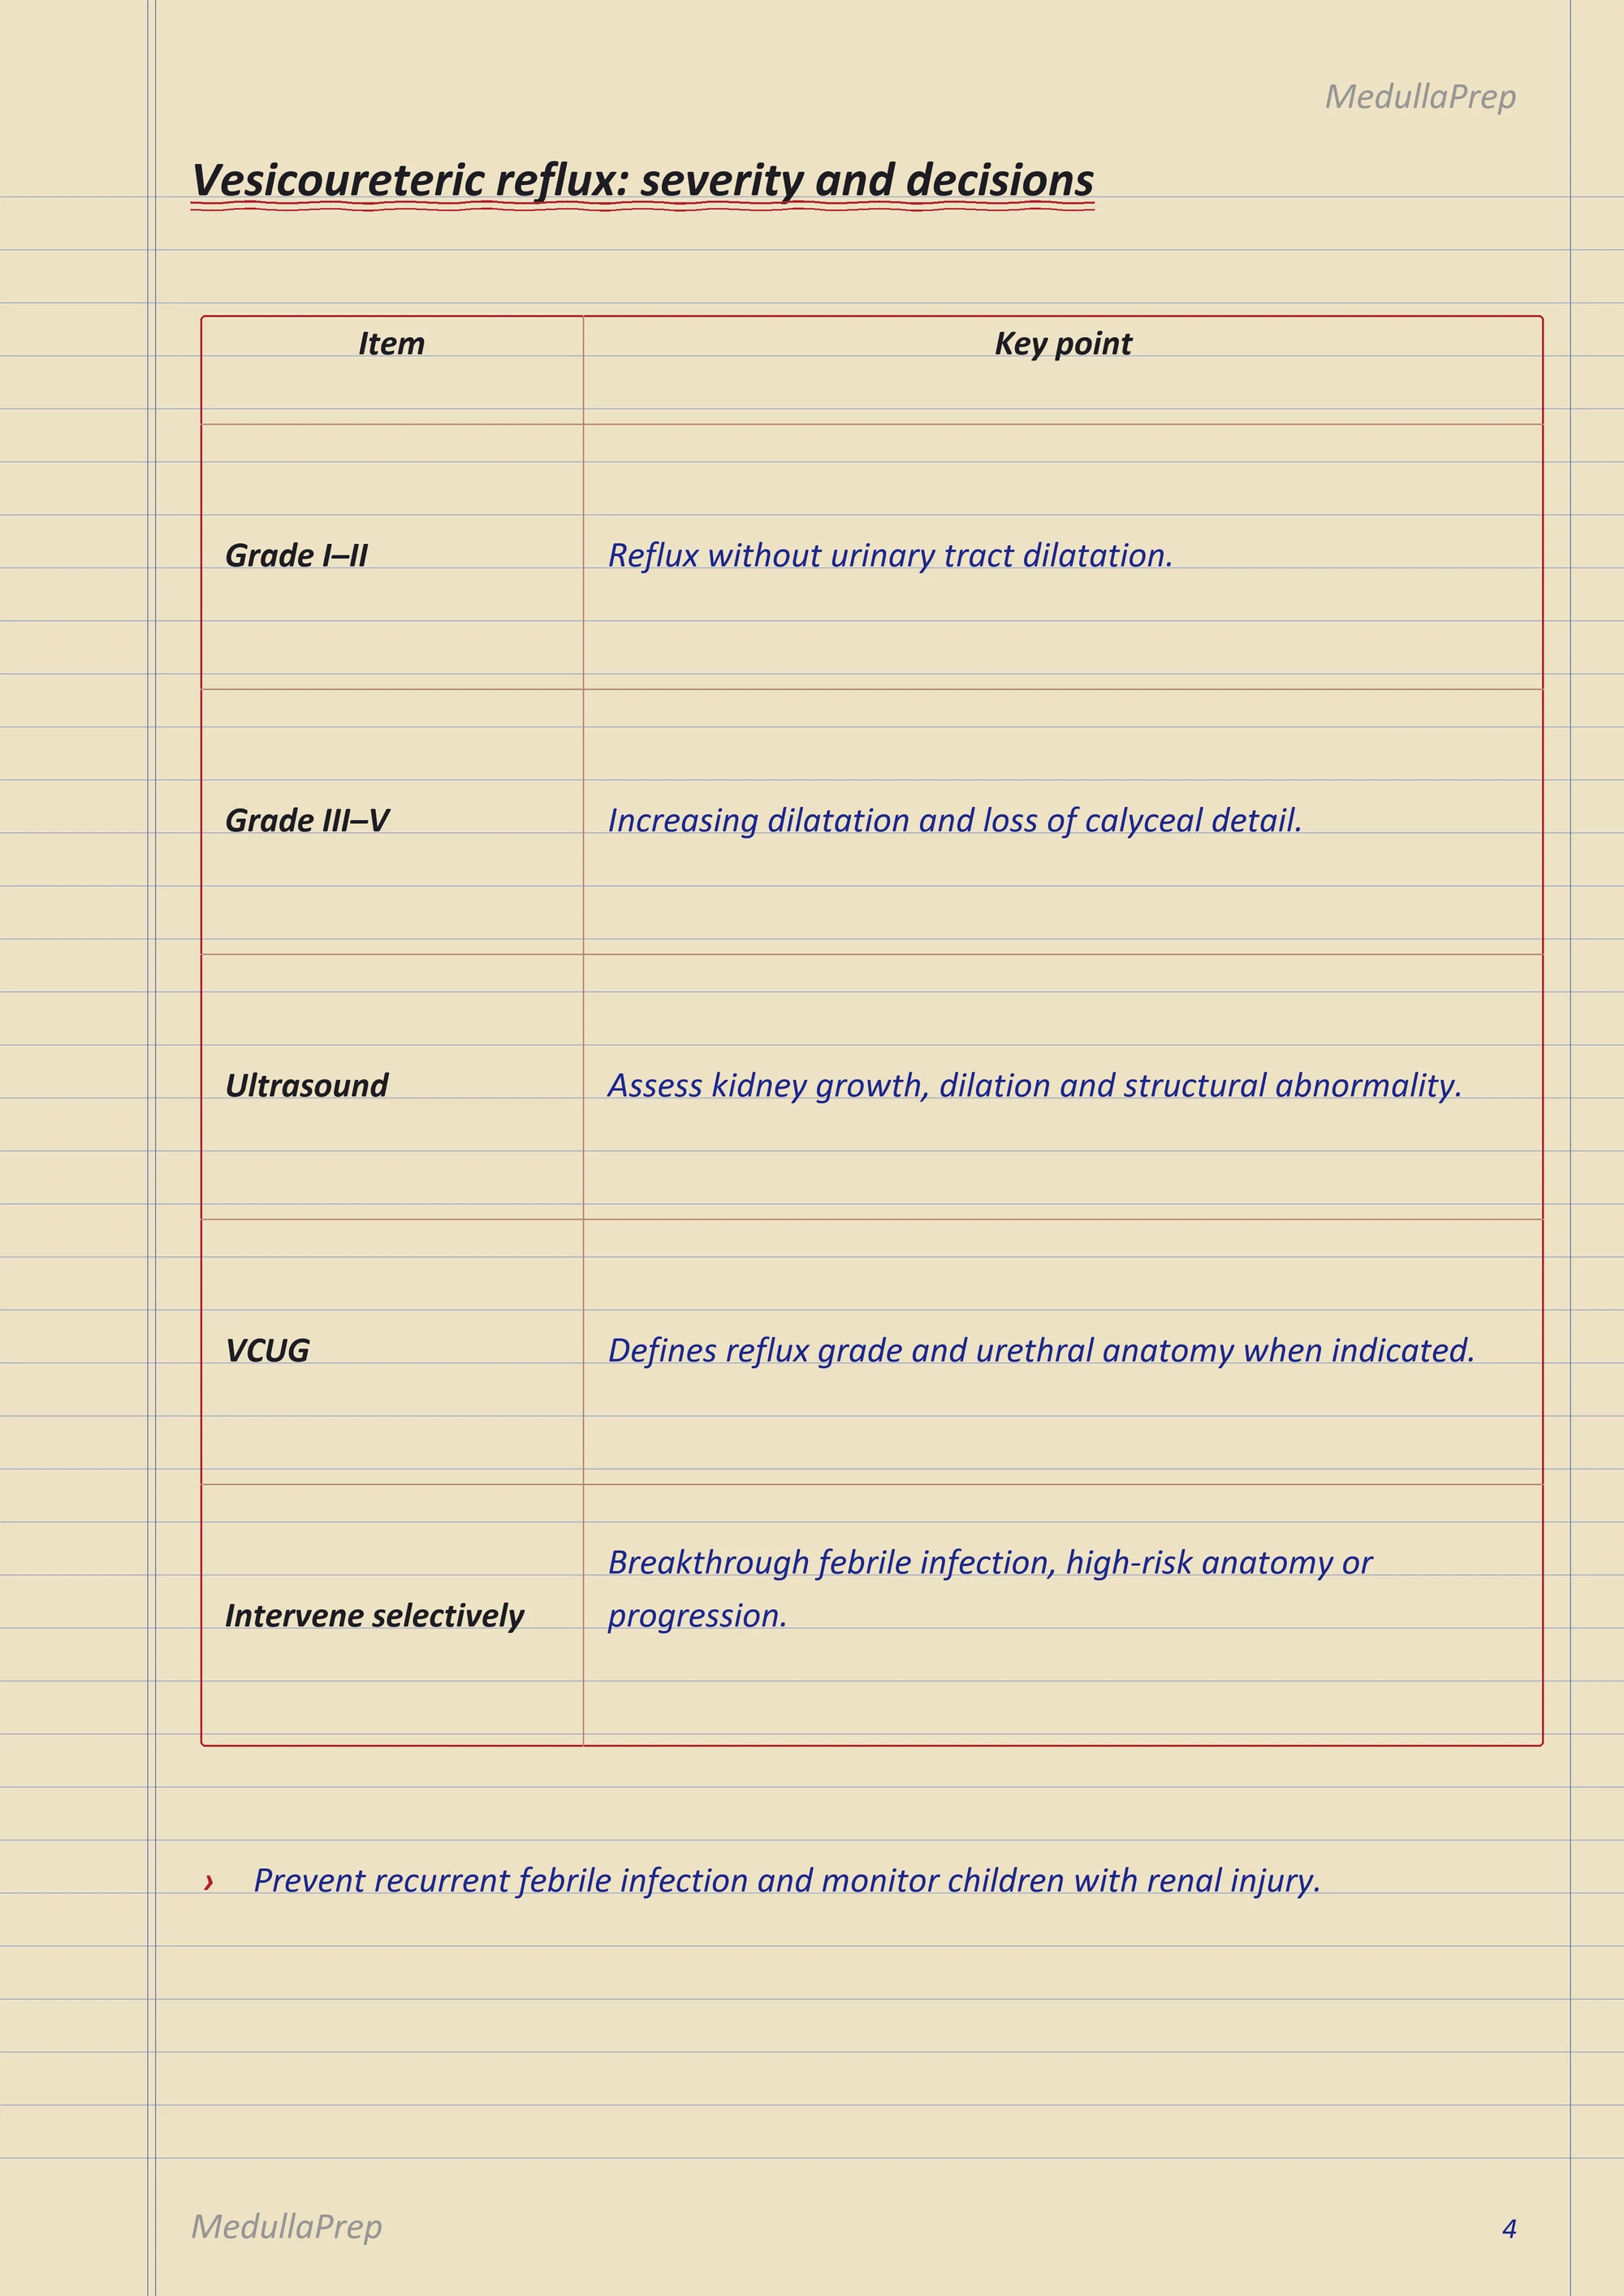 MedullaPrep
Vesicoureteric reflux: severity and decisions
Item Key point
Grade I–II Reflux without urinary tract dilatation.
Grade III–V Increasing dilatation and loss of calyceal detail.
Ultrasound Assess kidney growth, dilation and structural abnormality.
VCUG Defines reflux grade and urethral anatomy when indicated.
Breakthrough febrile infection, high-risk anatomy or
Intervene selectively progression.
› Prevent recurrent febrile infection and monitor children with renal injury.
MedullaPrep 4